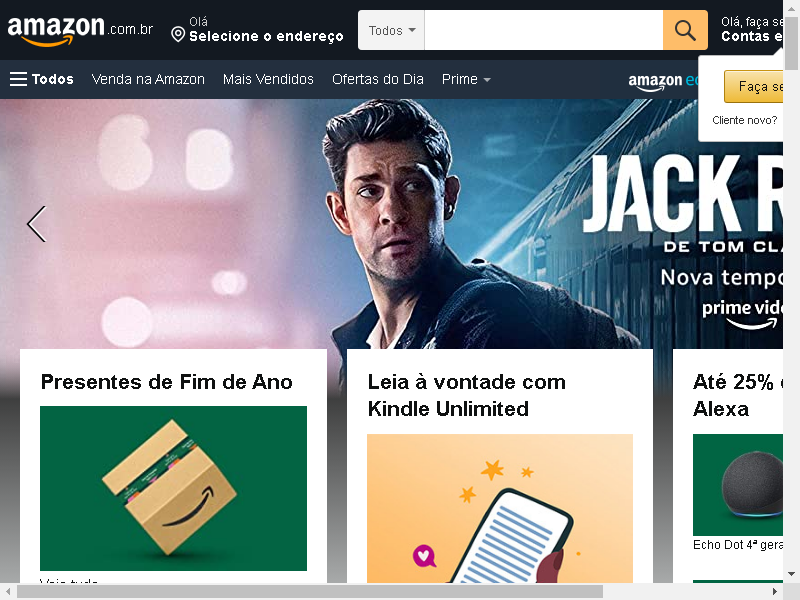 amazon.com.br
Olá
Selecione o endereço
Todos
Olá, faça se
Contas e
Todos
Venda na Amazon
Mais Vendidos
Ofertas do Dia
Prime
amazon
Faça se
Cliente novo?
JACK R
DE TOM CLA
Nova tempo
prime vide
Presentes de Fim de Ano
Leia à vontade com
Kindle Unlimited
Até 25%
Alexa
Echo Dot 4ª gera
Veja tudo